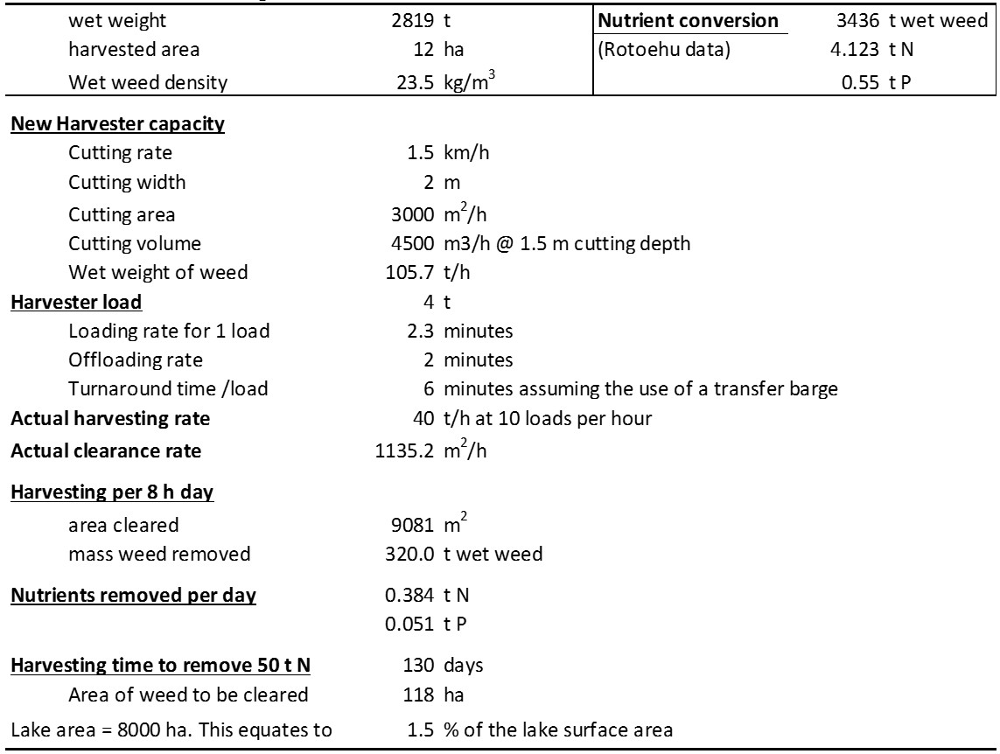 wet weight 2819 t Nutrient conversion 3436 t wet weed
harvested area 12 ha (Rotoehu data) 4.123 t N
Wet weed density 23.5 kg/m³ 0.55 t P
New Harvester capacity
Cutting rate 1.5 km/h
Cutting width 2 m
Cutting area 3000 m²/h
Cutting volume 4500 m3/h @ 1.5 m cutting depth
Wet weight of weed 105.7 t/h
Harvester load 4 t
Loading rate for 1 load 2.3 minutes
Offloading rate 2 minutes
Turnaround time /load 6 minutes assuming the use of a transfer barge
Actual harvesting rate 40 t/h at 10 loads per hour
Actual clearance rate 1135.2 m²/h
Harvesting per 8 h day
area cleared 9081 m²
mass weed removed 320.0 t wet weed
Nutrients removed per day 0.384 t N
0.051 t P
Harvesting time to remove 50 t N 130 days
Area of weed to be cleared 118 ha
Lake area = 8000 ha. This equates to 1.5 % of the lake surface area